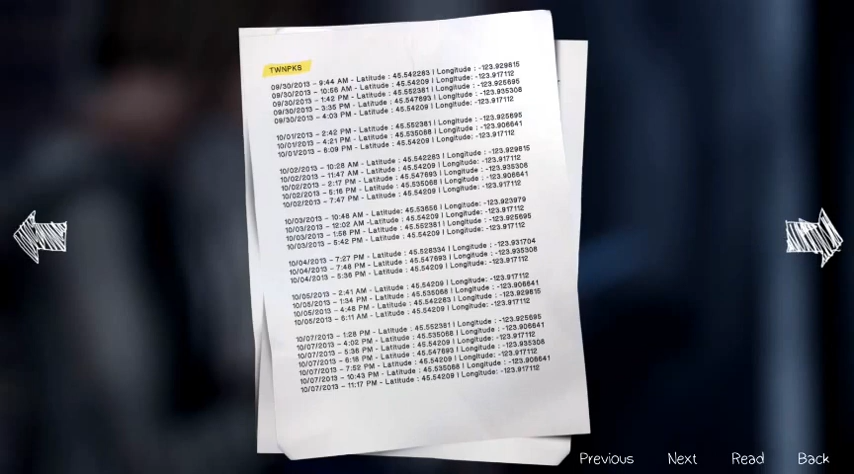 TWNPKS
09/30/2013 - 9:44 AM - Latitude : 45.542283 I Longitude : -123.929815
09/30/2013 - 10:56 AM - Latitude : 45.54209 I Longitude: -123.917112
09/30/2013 - 1:42 PM - Latitude : 45.552381 I Longitude : -123.925695
09/30/2013 - 3:35 PM - Latitude : 45.547693 I Longitude : -123.935308
09/30/2013 - 4:03 PM - Latitude : 45.54209 I Longitude: -123.917112
10/01/2013 - 2:42 PM - Latitude : 45.552381 I Longitude : -123.925695
10/01/2013 - 4:21 PM - Latitude : 45.535068 I Longitude : -123.906641
10/01/2013 - 6:09 PM - Latitude : 45.54209 I Longitude: -123.917112
10/02/2013 - 10:28 AM - Latitude : 45.542283 I Longitude : -123.929815
10/02/2013 - 11:47 AM - Latitude : 45.54209 I Longitude: -123.917112
10/02/2013 - 2:17 PM - Latitude : 45.547693 I Longitude : -123.935308
10/02/2013 - 5:16 PM - Latitude : 45.535068 I Longitude : -123.906641
10/02/2013 - 7:47 PM - Latitude : 45.54209 I Longitude: -123.917112
10/03/2013 - 10:46 AM - Latitude: 45.53656 I Longitude: -123.923979
10/03/2013 - 12:02 AM - Latitude : 45.54209 I Longitude: -123.917112
10/03/2013 - 1:58 PM - Latitude : 45.552381 I Longitude : -123.925695
10/03/2013 - 5:42 PM - Latitude : 45.54209 I Longitude: -123.917112
10/04/2013 - 7:27 PM - Latitude : 45.528334 I Longitude : -123.931704
10/04/2013 - 7:48 PM - Latitude : 45.547693 I Longitude : -123.935308
10/04/2013 - 5:36 PM - Latitude : 45.54209 I Longitude: -123.917112
10/05/2013 - 2:41 AM - Latitude : 45.54209 I Longitude: -123.917112
10/05/2013 - 1:34 PM - Latitude : 45.535068 I Longitude : -123.906641
10/05/2013 - 4:48 PM - Latitude : 45.542283 I Longitude : -123.929815
10/05/2013 - 6:11 AM - Latitude : 45.54209 I Longitude: -123.917112
10/07/2013 - 1:28 PM - Latitude : 45.552381 I Longitude : -123.925695
10/07/2013 - 4:02 PM - Latitude : 45.535068 I Longitude : -123.906641
10/07/2013 - 5:36 PM - Latitude : 45.54209 I Longitude: -123.917112
10/07/2013 - 6:18 PM - Latitude : 45.547693 I Longitude : -123.935308
10/07/2013 - 7:52 PM - Latitude : 45.54209 I Longitude: -123.917112
10/07/2013 - 10:43 PM - Latitude : 45.535068 I Longitude : -123.906641
10/07/2013 - 11:17 PM - Latitude : 45.54209 I Longitude: -123.917112
Previous Next Read Back